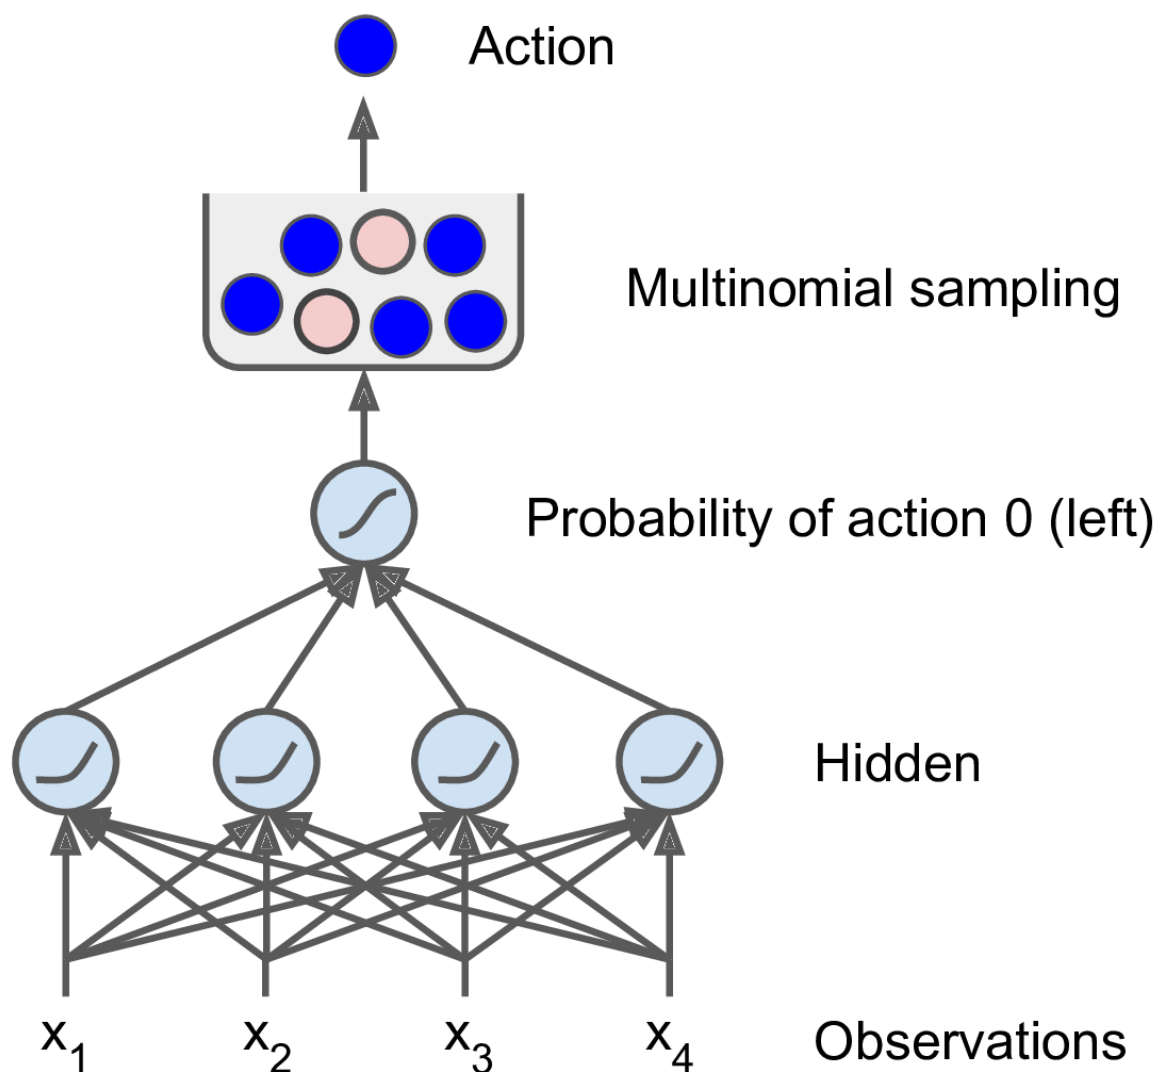 Action
Multinomial sampling
Probability of action 0 (left)
Hidden
x₁ x₂ x₃ x₄ Observations